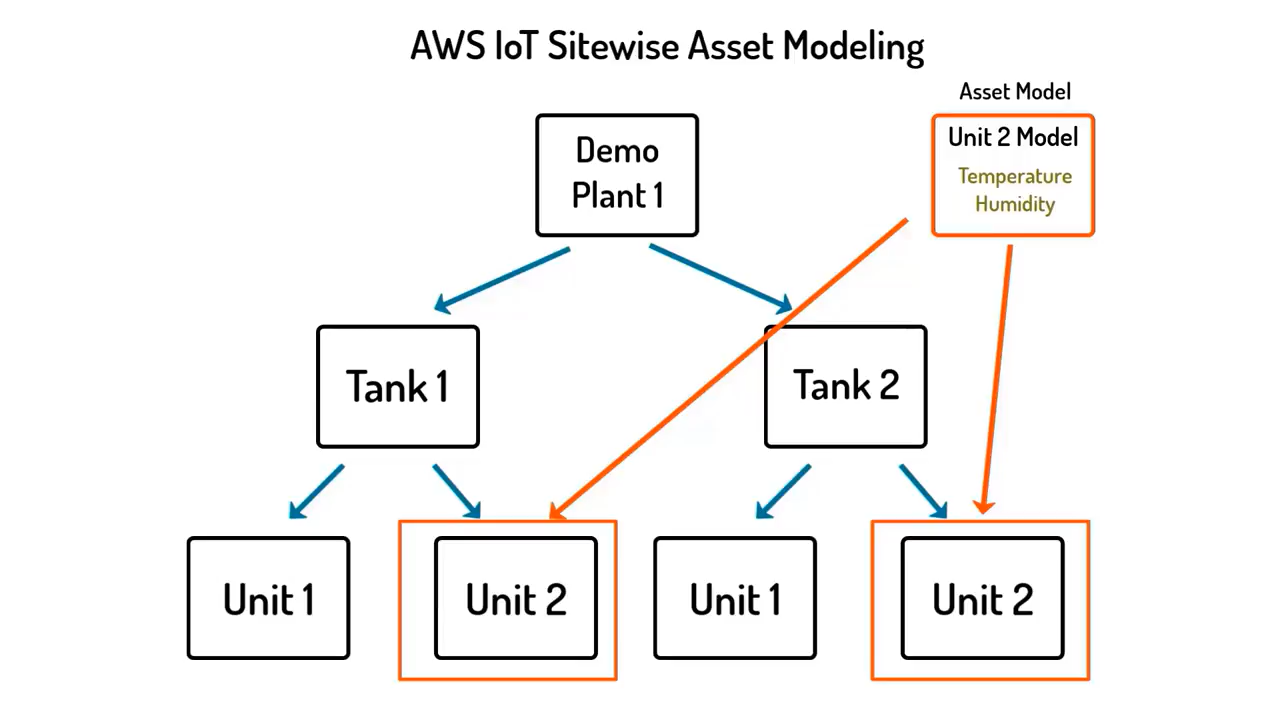 AWS IoT Sitewise Asset Modeling
Asset Model
Unit 2 Model
Temperature
Humidity
Demo
Plant 1
Tank 1
Tank 2
Unit 1
Unit 2
Unit 1
Unit 2